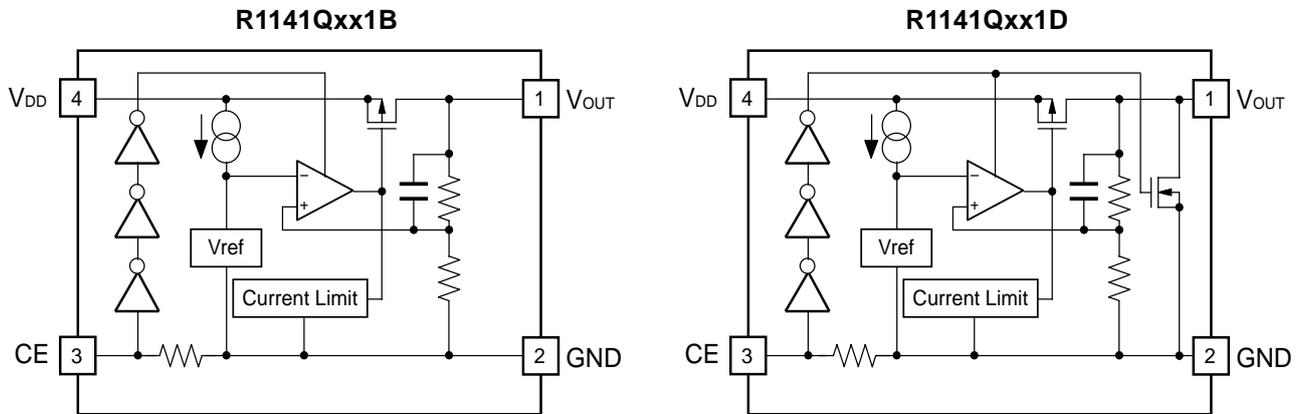 R1141Qxx1B
VDD
4
1
VOUT
−
+
Vref
Current Limit
CE
3
2
GND
R1141Qxx1D
VDD
4
1
VOUT
−
+
Vref
Current Limit
CE
3
2
GND